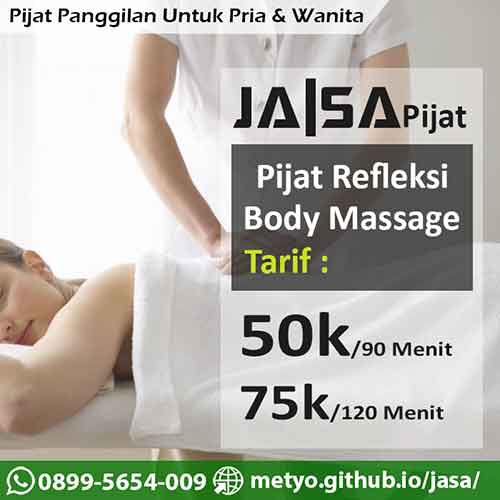 Pijat Panggilan Untuk Pria & Wanita
JA|SA Pijat
Pijat Refleksi
Body Massage
Tarif :
50k/90 Menit
75k/120 Menit
0899-5654-009 metyo.github.io/jasa/